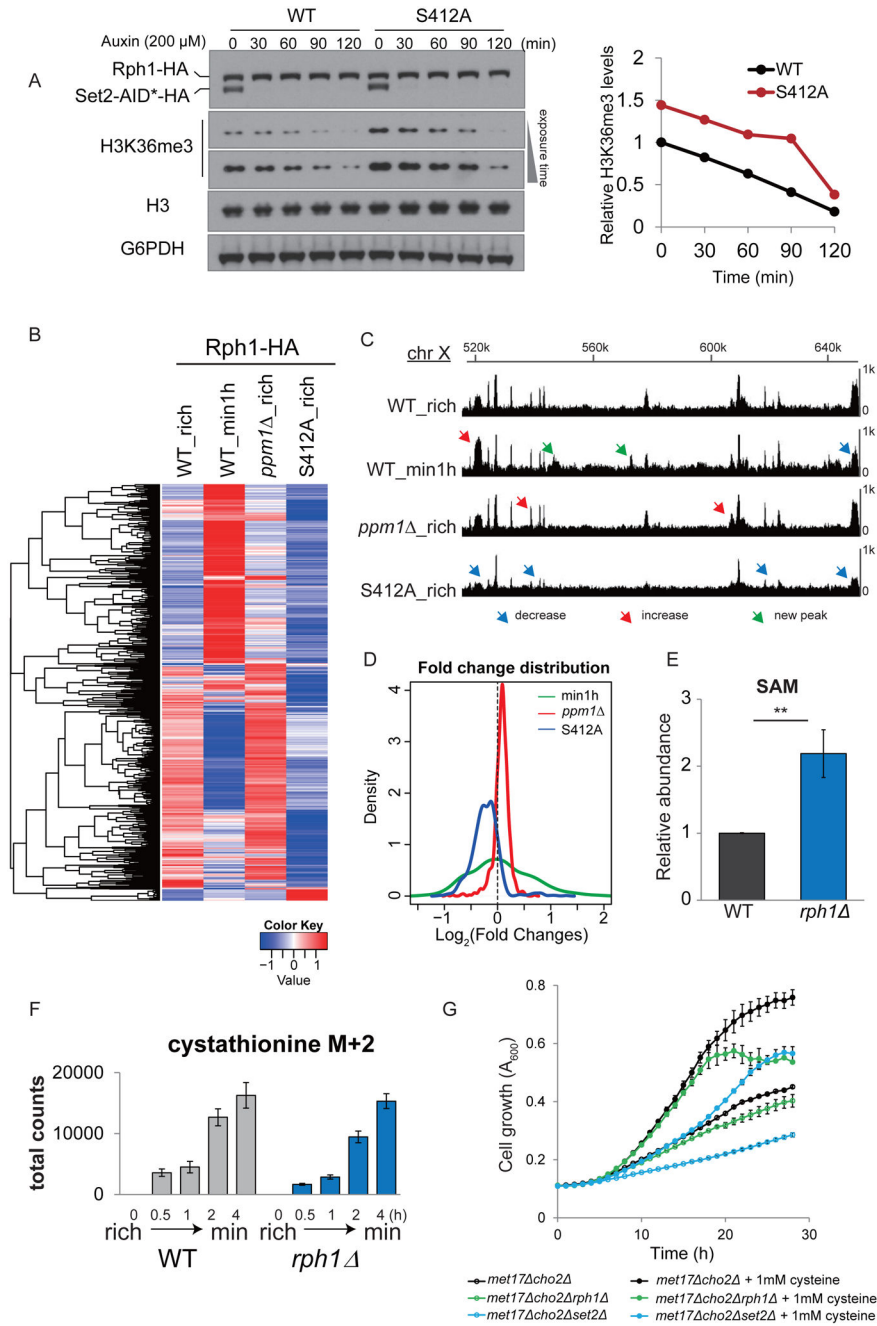 A
WT
S412A
Auxin (200 μM)
0 30 60 90 120 0 30 60 90 120 (min)
Rph1-HA
Set2-AID*-HA
H3K36me3
exposure time
H3
G6PDH
Relative H3K36me3 levels
2
1.5
1
0.5
0
WT
S412A
0 30 60 90 120
Time (min)
B
Rph1-HA
WT_rich
WT_min1h
ppm1Δ_rich
S412A_rich
Color Key
−1 0 1
Value
C
chr X
520k 560k 600k 640k
WT_rich
1k
0
WT_min1h
1k
0
ppm1Δ_rich
1k
0
S412A_rich
1k
0
decrease increase new peak
D
Fold change distribution
min1h
ppm1Δ
S412A
Density
4
3
2
1
0
−1 0 1 2
Log2(Fold Changes)
E
SAM
**
Relative abundance
3
2
1
0
WT rph1Δ
F
cystathionine M+2
total counts
20000
10000
0
0 0.5 1 2 4 0 0.5 1 2 4 (h)
rich min rich min
WT rph1Δ
G
Cell growth (A600)
0.8
0.6
0.4
0.2
0
0 5 10 15 20 25 30
Time (h)
met17Δcho2Δ met17Δcho2Δ + 1mM cysteine
met17Δcho2Δrph1Δ met17Δcho2Δrph1Δ + 1mM cysteine
met17Δcho2Δset2Δ met17Δcho2Δset2Δ + 1mM cysteine